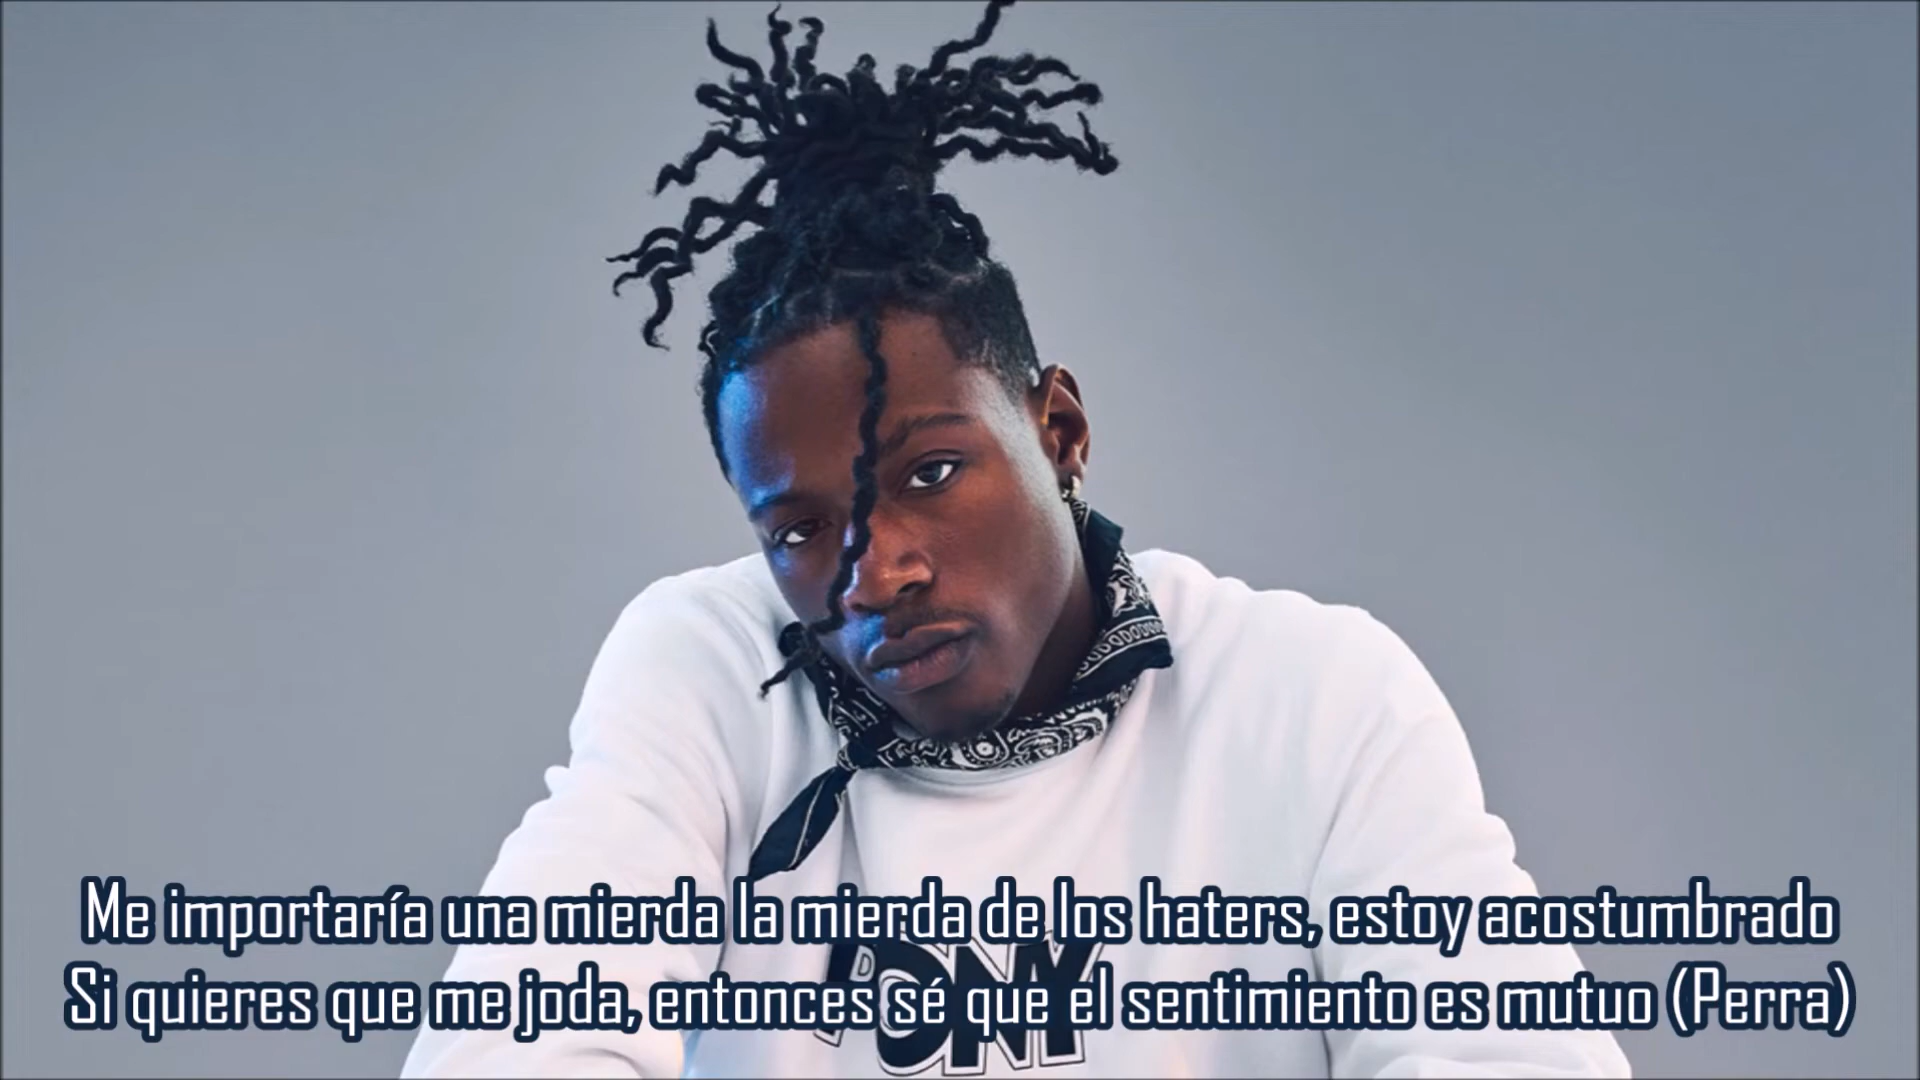 Me importaría una mierda la mierda de los haters, estoy acostumbrado
Si quieres que me joda, entonces sé que el sentimiento es mutuo (Perra)
PONY